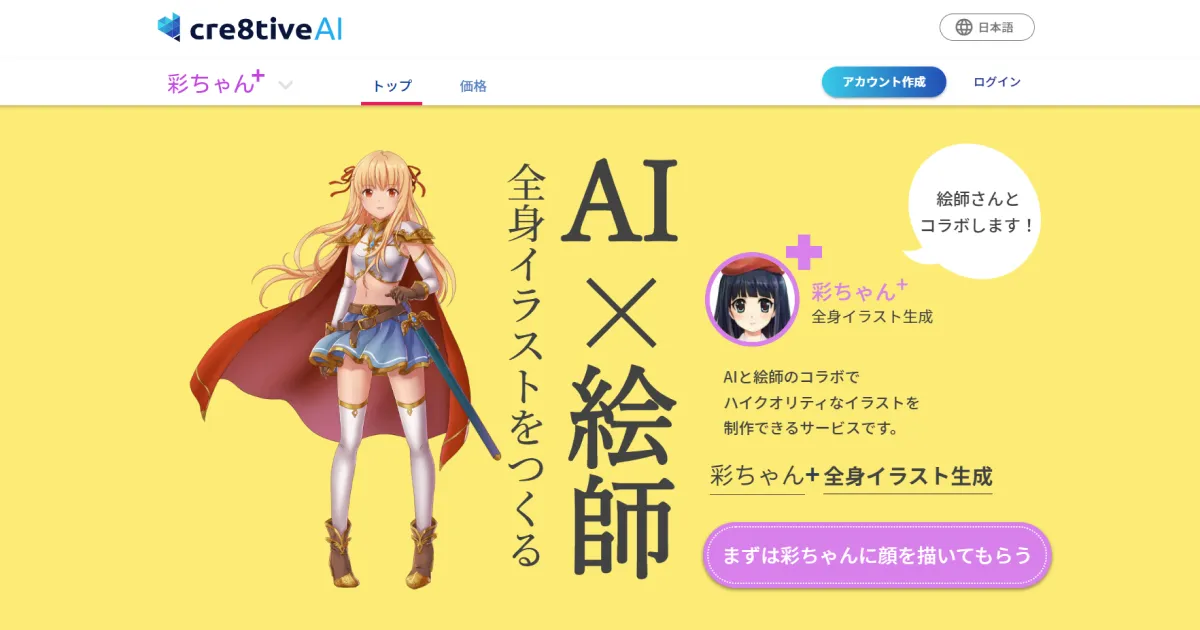 cre8tiveAI
日本語
彩ちゃん+
トップ
価格
アカウント作成
ログイン
AI×絵師
全身イラストをつくる
絵師さんと
コラボします！
彩ちゃん+
全身イラスト生成
AIと絵師のコラボで
ハイクオリティなイラストを
制作できるサービスです。
彩ちゃん+全身イラスト生成
まずは彩ちゃんに顔を描いてもらう